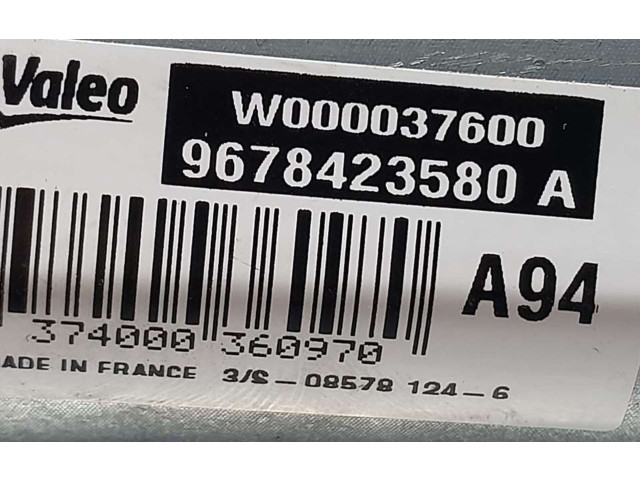 Valeo
W000037600
9678423580 A
A94
374000 360970
ADE IN FRANCE 3/S-08578 124-6